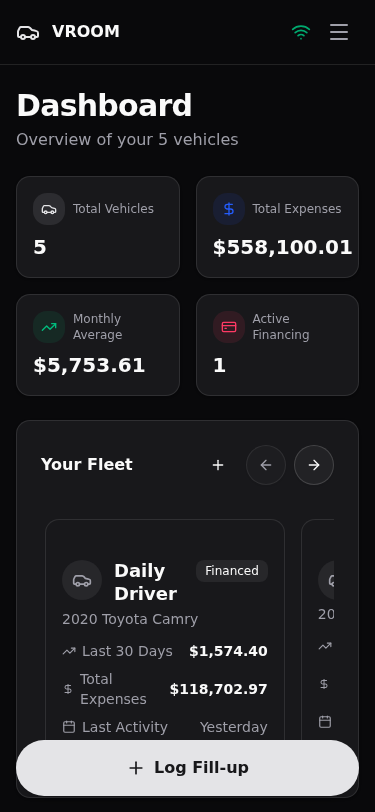 VROOM
Dashboard
Overview of your 5 vehicles
Total Vehicles
5
Total Expenses
$558,100.01
Monthly
Average
$5,753.61
Active
Financing
1
Your Fleet
Daily
Driver
Financed
2020 Toyota Camry
20
Last 30 Days $1,574.40
Total
Expenses
$118,702.97
Last Activity Yesterday
Log Fill-up